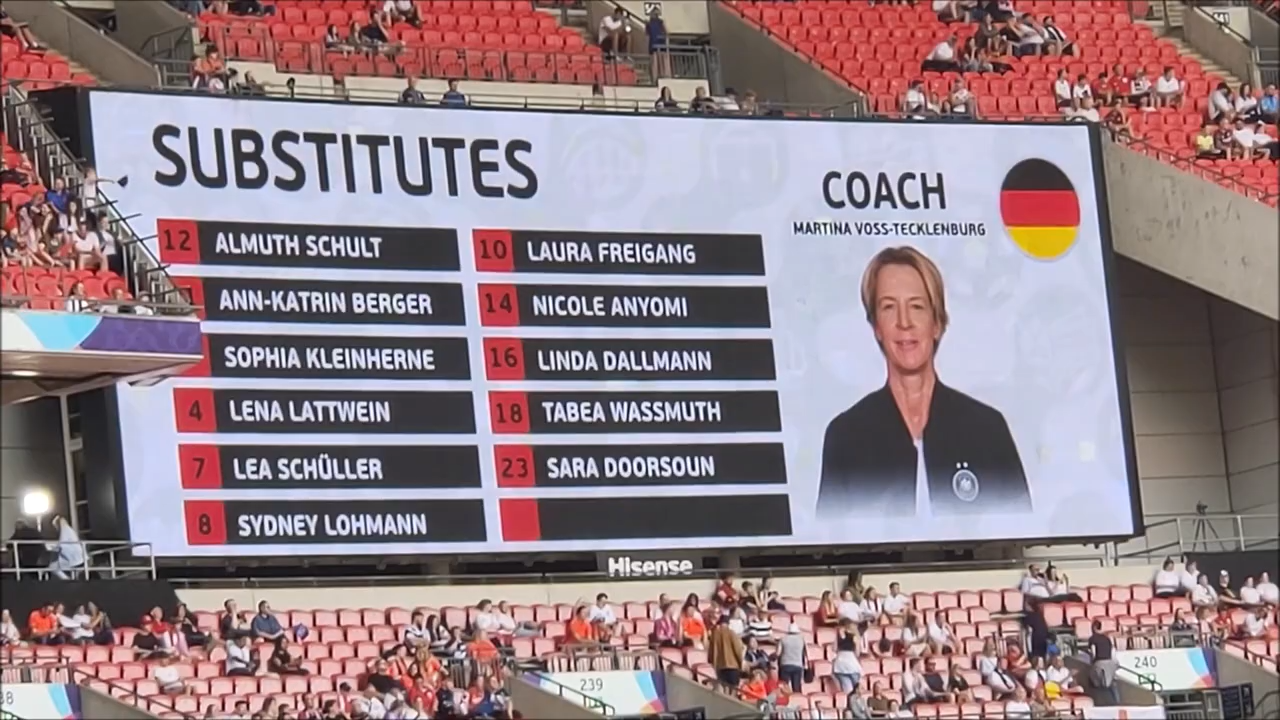 SUBSTITUTES
12 ALMUTH SCHULT
ANN-KATRIN BERGER
SOPHIA KLEINHERNE
4 LENA LATTWEIN
7 LEA SCHÜLLER
8 SYDNEY LOHMANN
10 LAURA FREIGANG
14 NICOLE ANYOMI
16 LINDA DALLMANN
18 TABEA WASSMUTH
23 SARA DOORSOUN
COACH
MARTINA VOSS-TECKLENBURG
Hisense
239
240